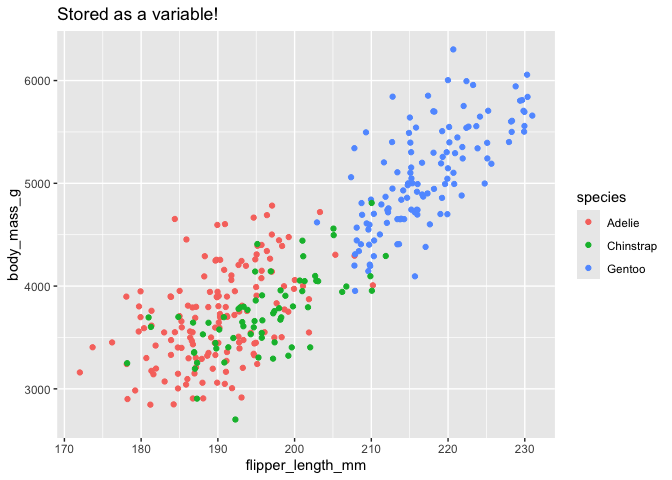 Stored as a variable!
6000
5000
4000
3000
body_mass_g
170
180
190
200
210
220
230
flipper_length_mm
species
Adelie
Chinstrap
Gentoo